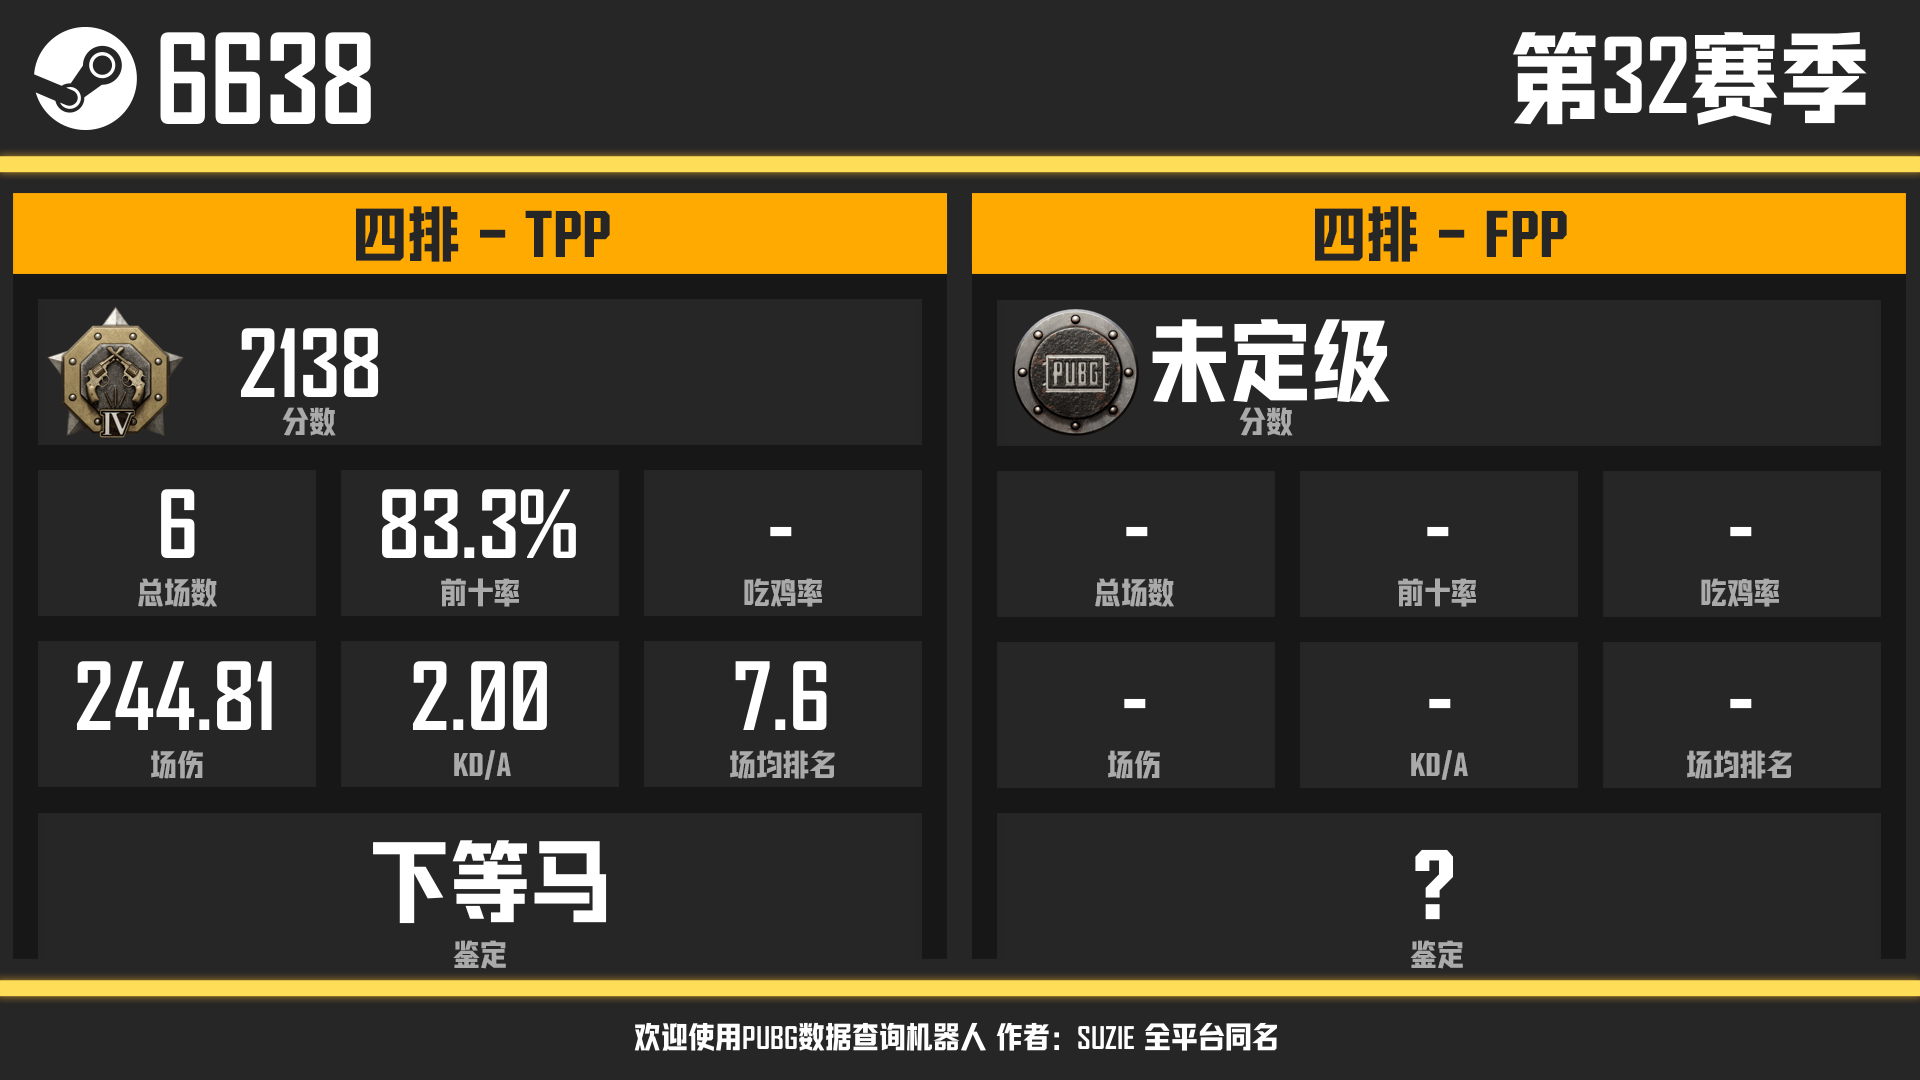 6638
第32赛季
四排 - TPP
IV
2138
分数
6
总场数
83.3%
前十率
-
吃鸡率
244.81
场伤
2.00
KD/A
7.6
场均排名
下等马
鉴定
四排 - FPP
PUBG
未定级
分数
-
总场数
-
前十率
-
吃鸡率
-
场伤
-
KD/A
-
场均排名
?
鉴定
欢迎使用PUBG数据查询机器人 作者：SUZIE 全平台同名